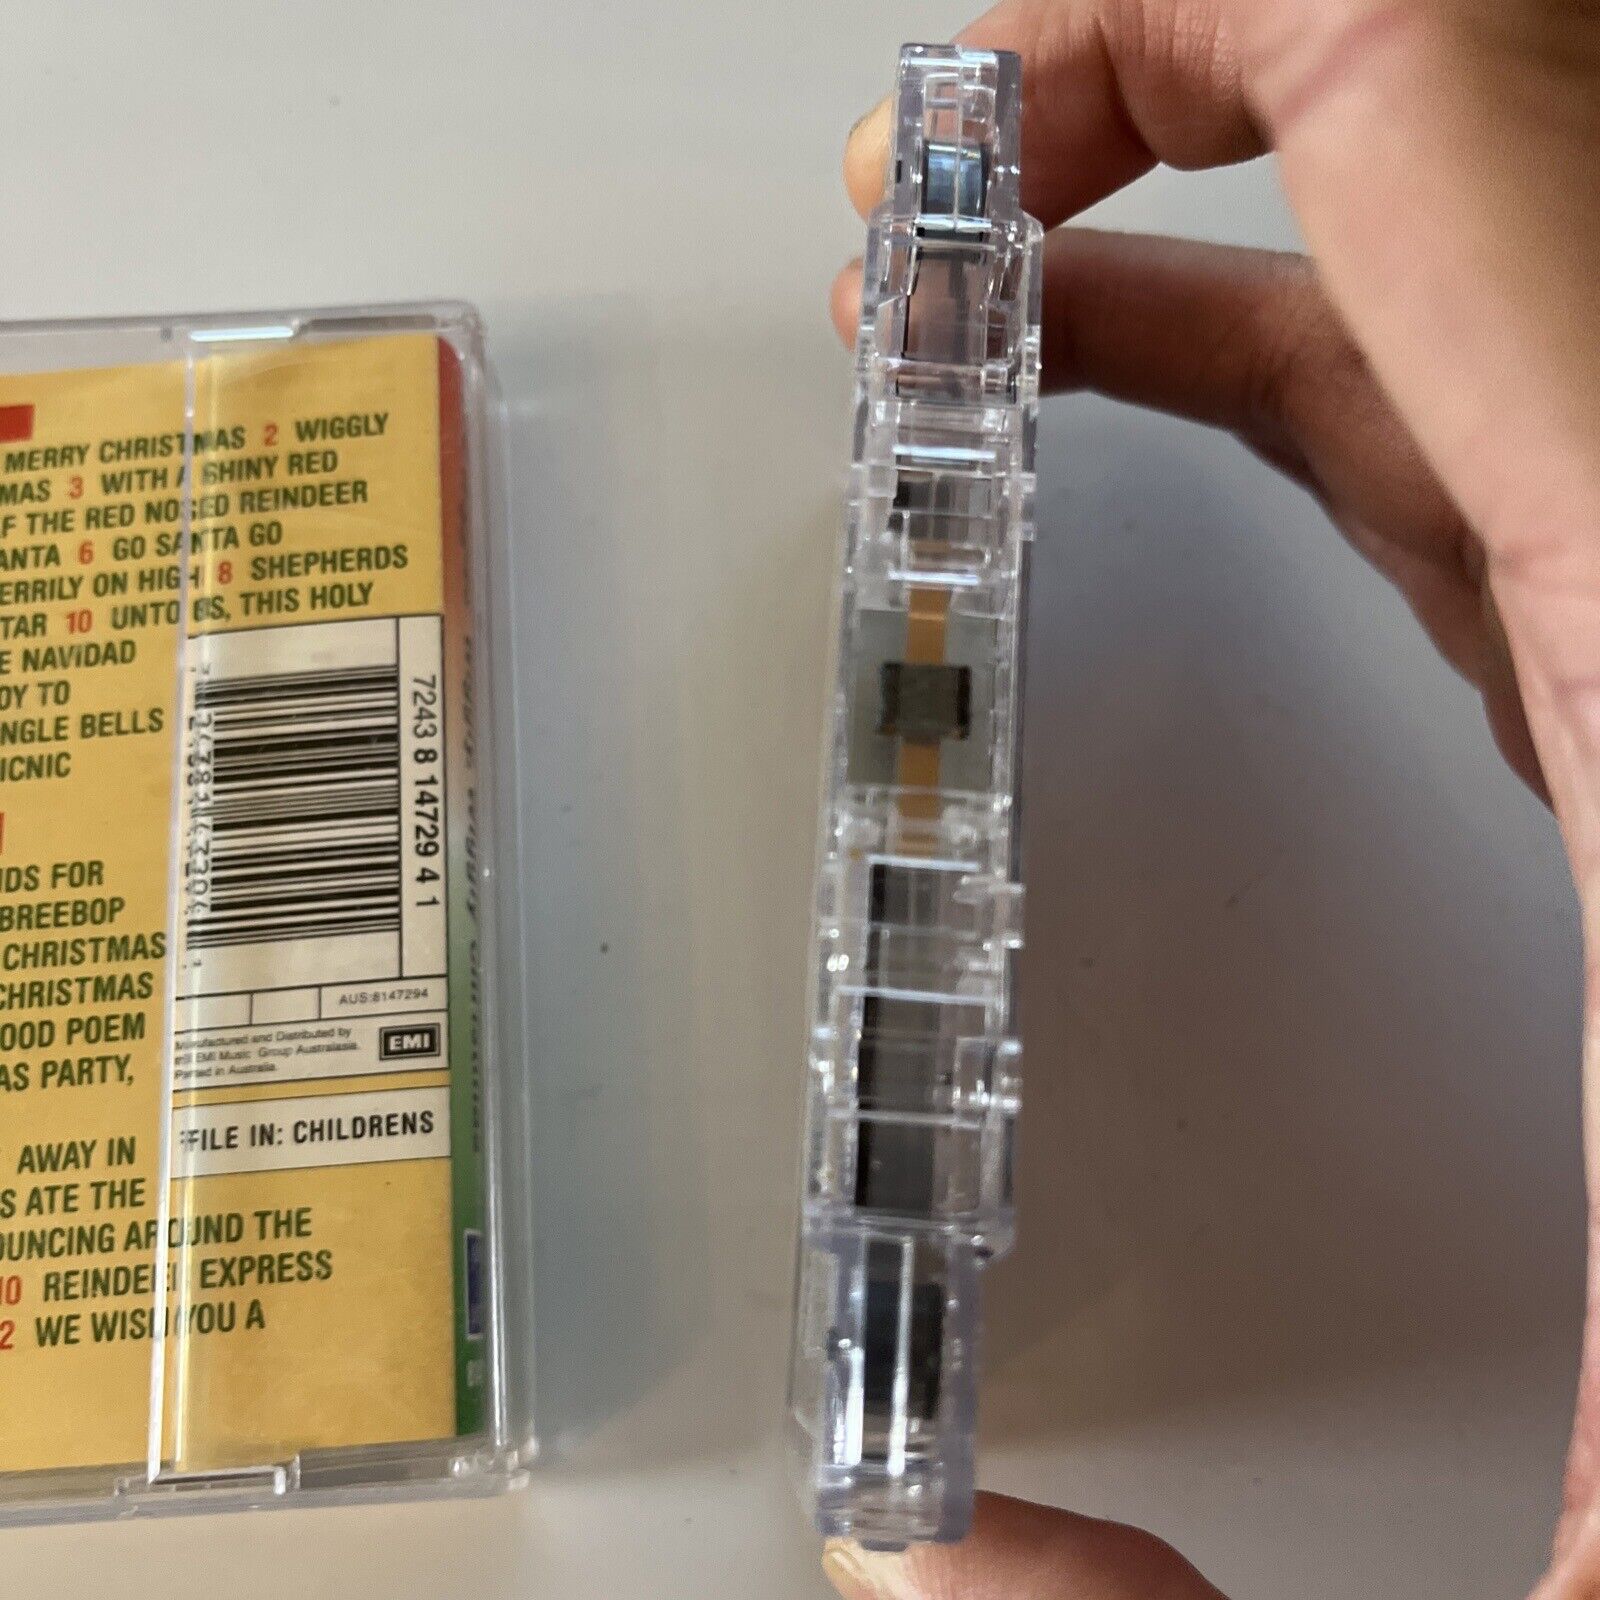 MERRY CHRISTMAS 2 WIGGLY
MAS 3 WITH A SHINY RED
F THE RED NOSED REINDEER
ANTA 6 GO SANTA GO
ERRILY ON HIGH 8 SHEPHERDS
TAR 10 UNTO US, THIS HOLY
E NAVIDAD
DY TO
NGLE BELLS
ICNIC
NDS FOR
BREEBOP
CHRISTMAS
CHRISTMAS
OOD POEM
AS PARTY,
AWAY IN
S ATE THE
OUNCING AROUND THE
10 REINDEER EXPRESS
2 WE WISH YOU A
7243 8 14729 4 1
AUS:8147294
Manufactured and Distributed by
EMI Music Group Australasia.
Printed in Australia.
EMI
FILE IN: CHILDRENS